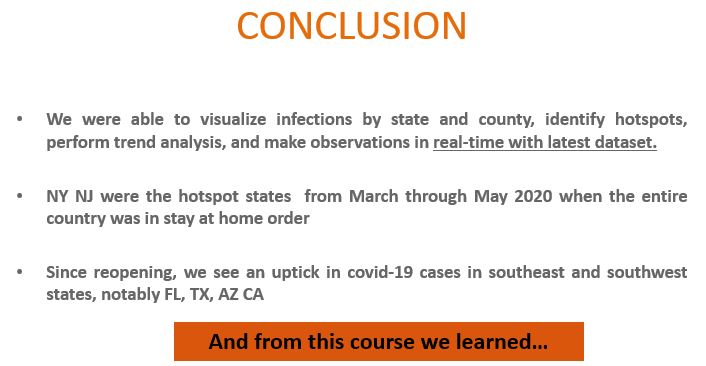 CONCLUSION
• We were able to visualize infections by state and county, identify hotspots,
perform trend analysis, and make observations in real-time with latest dataset.
• NY NJ were the hotspot states from March through May 2020 when the entire
country was in stay at home order
• Since reopening, we see an uptick in covid-19 cases in southeast and southwest
states, notably FL, TX, AZ CA
And from this course we learned...